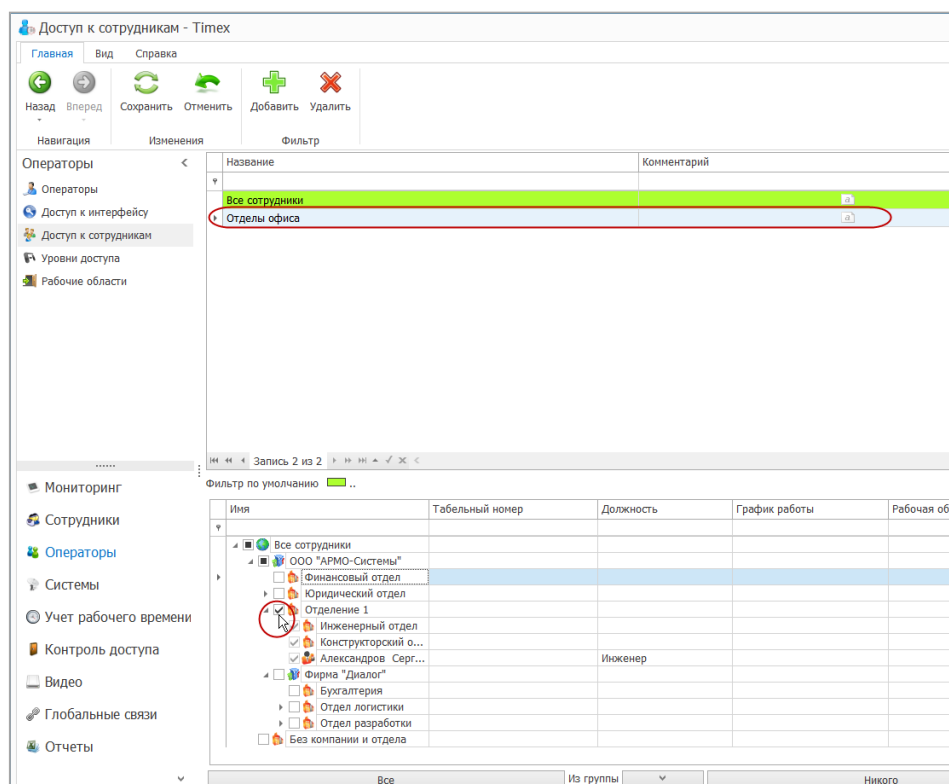 Доступ к сотрудникам - Timex
Главная Вид Справка
Назад Вперед Сохранить Отменить Добавить Удалить
Навигация Изменения Фильтр
Операторы
Операторы
Доступ к интерфейсу
Доступ к сотрудникам
Уровни доступа
Рабочие области
Название Комментарий
Все сотрудники a
Отделы офиса a
Запись 2 из 2
Фильтр по умолчанию ..
Мониторинг
Сотрудники
Операторы
Системы
Учет рабочего времени
Контроль доступа
Видео
Глобальные связи
Отчеты
Имя Табельный номер Должность График работы Рабочая об
Все сотрудники
ООО "АРМО-Системы"
Финансовый отдел
Юридический отдел
Отделение 1
Инженерный отдел
Конструкторский о...
Александров Серг... Инженер
Фирма "Диалог"
Бухгалтерия
Отдел логистики
Отдел разработки
Без компании и отдела
Все Из группы Никого